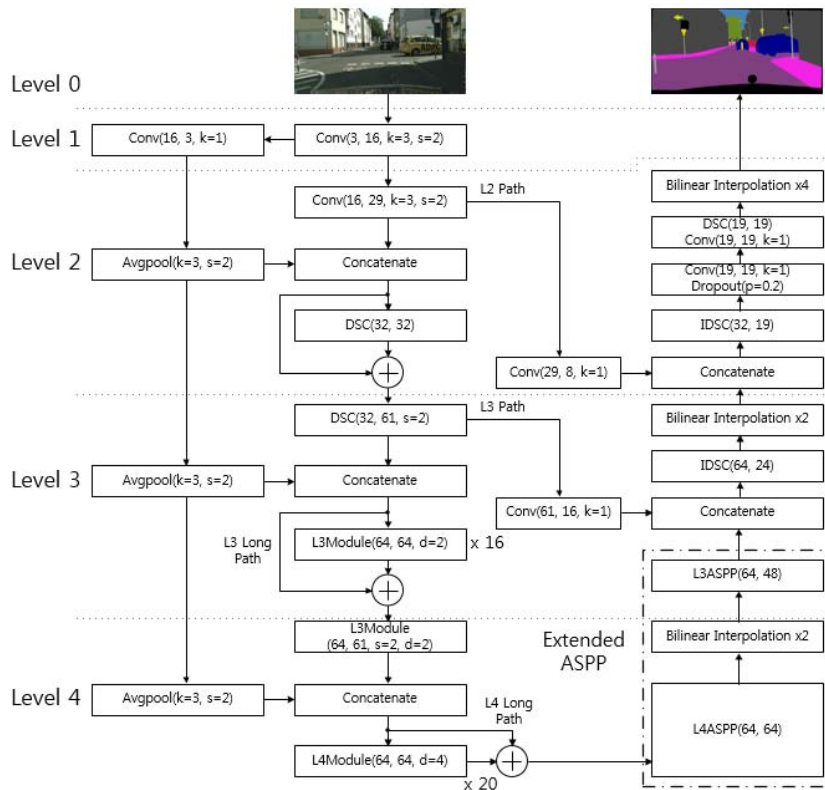 Level 0
Level 1
Conv(16, 3, k=1)
Conv(3, 16, k=3, s=2)
Conv(16, 29, k=3, s=2)
L2 Path
Bilinear Interpolation x4
DSC(19, 19)
Conv(19, 19, k=1)
Level 2
Avgpool(k=3, s=2)
Concatenate
Conv(19, 19, k=1)
Dropout(p=0.2)
DSC(32, 32)
IDSC(32, 19)
Conv(29, 8, k=1)
Concatenate
DSC(32, 61, s=2)
L3 Path
Bilinear Interpolation x2
Level 3
Avgpool(k=3, s=2)
Concatenate
IDSC(64, 24)
Conv(61, 16, k=1)
Concatenate
L3 Long
Path
L3Module(64, 64, d=2)
x 16
L3ASPP(64, 48)
L3Module
(64, 61, s=2, d=2)
Extended
ASPP
Bilinear Interpolation x2
Level 4
Avgpool(k=3, s=2)
Concatenate
L4 Long
Path
L4ASPP(64, 64)
L4Module(64, 64, d=4)
x 20